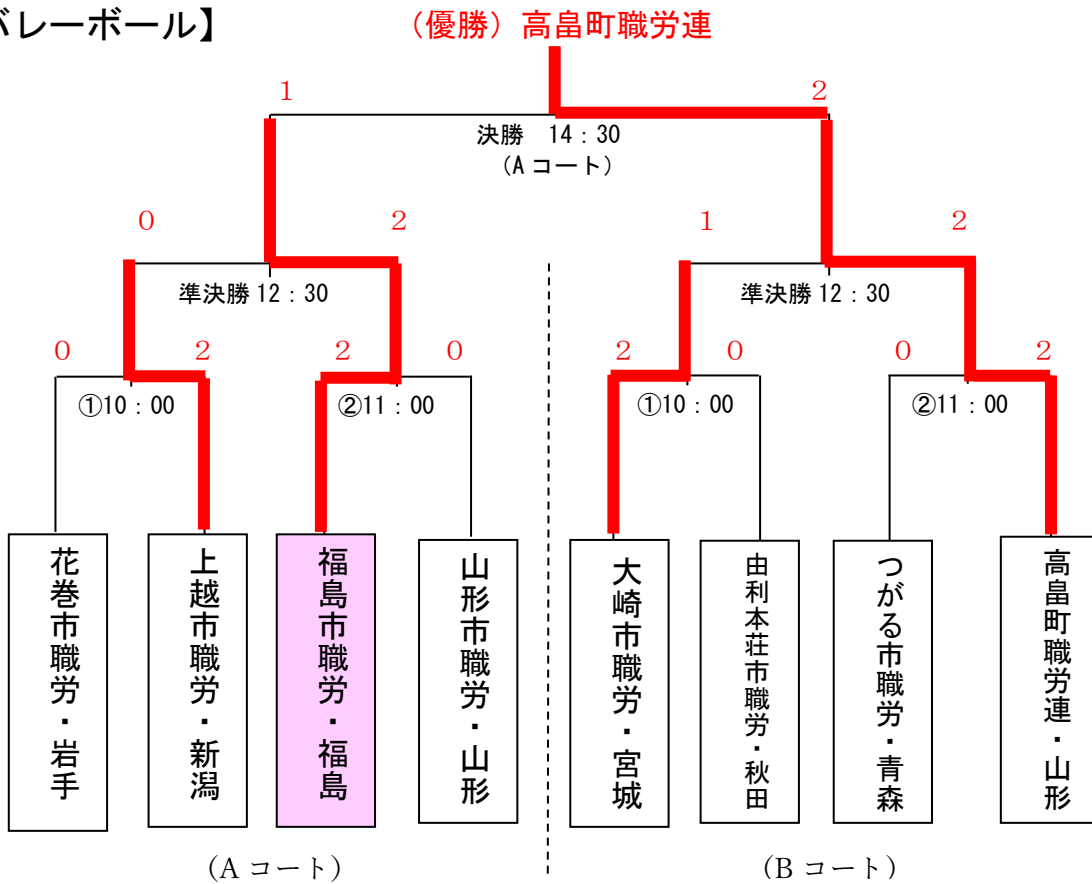 バレーボール】
（優勝）高畠町職労連
1
2
決勝　14：30
（Aコート）
0
2
1
2
準決勝12：30
準決勝12：30
0
2
2
0
2
0
0
2
①10：00
②11：00
①10：00
②11：00
花巻市職労・岩手
上越市職労・新潟
福島市職労・福島
山形市職労・山形
大崎市職労・宮城
由利本荘市職労・秋田
つがる市職労・青森
高畠町職労連・山形
（Aコート）
（Bコート）